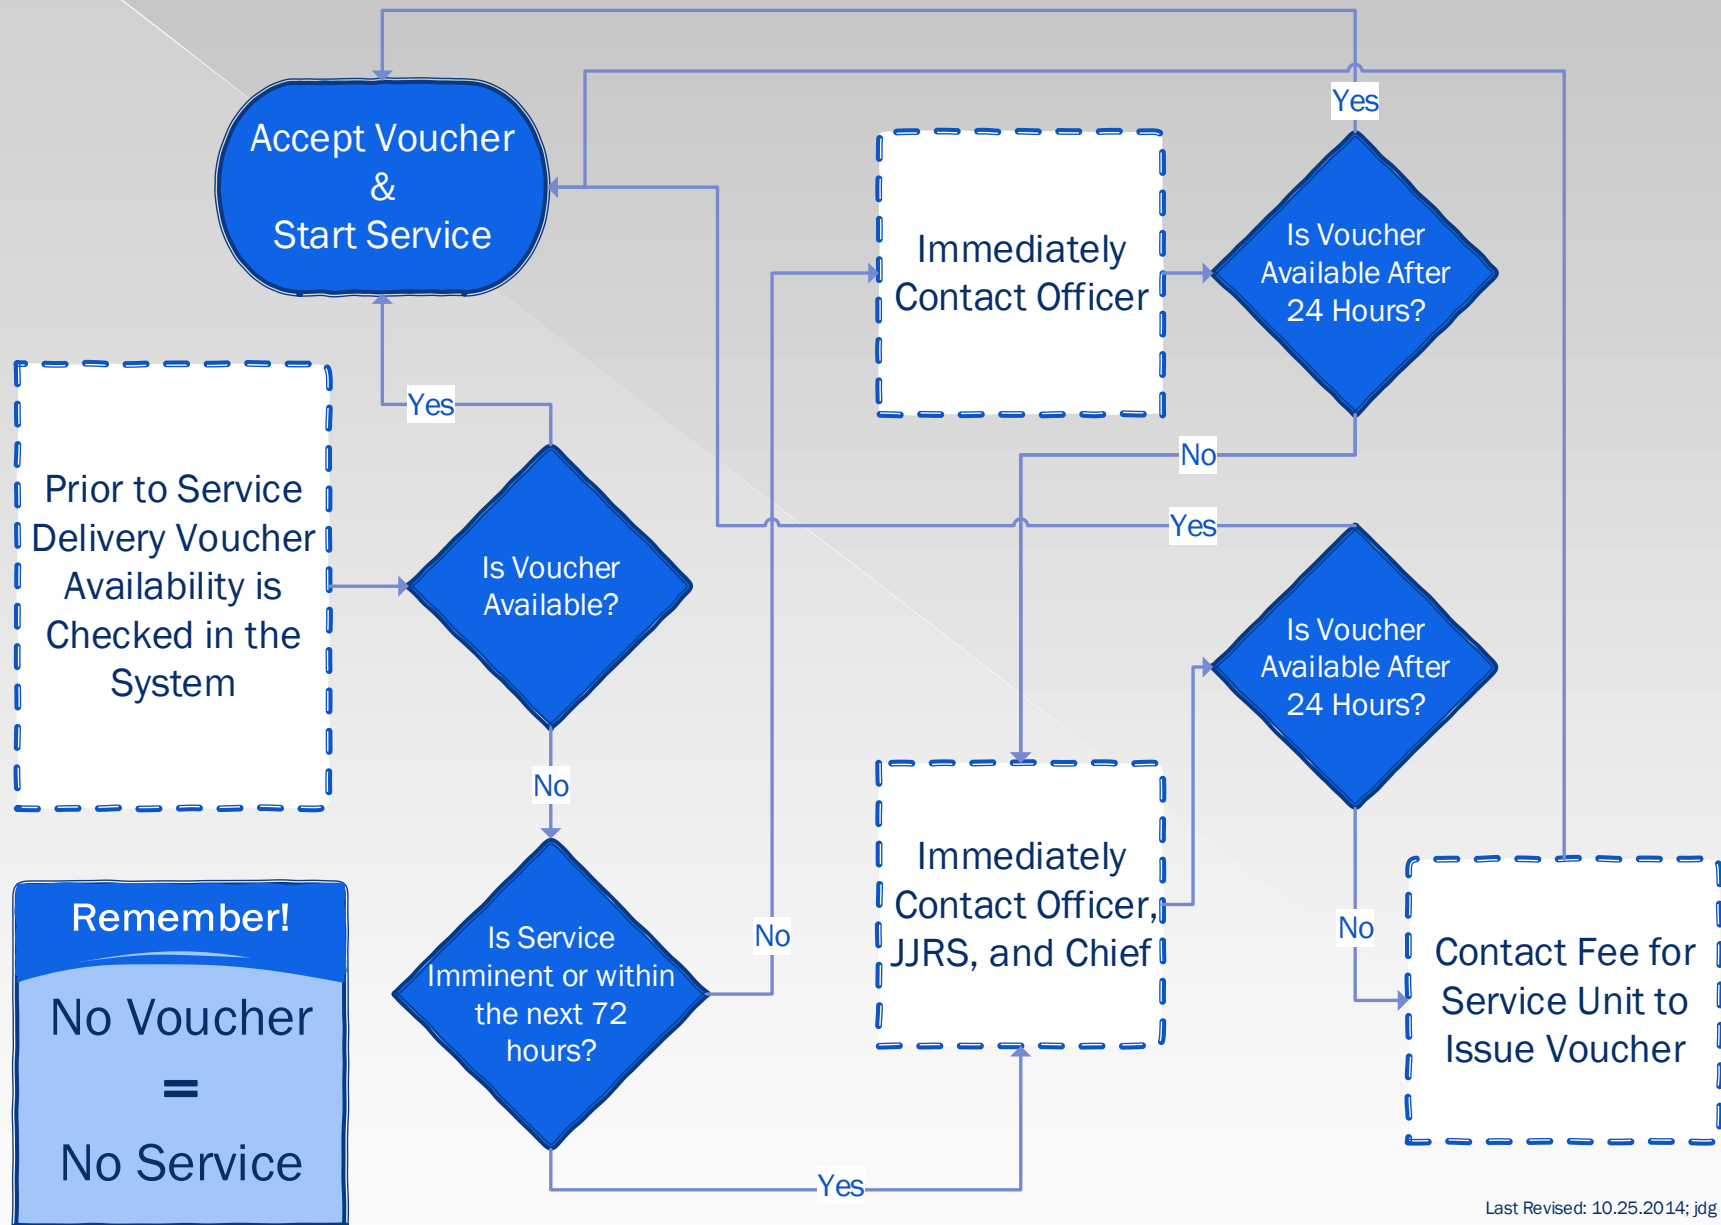 Accept Voucher
&
Start Service
Yes
Immediately
Contact Officer
Is Voucher
Available After
24 Hours?
Prior to Service
Delivery Voucher
Availability is
Checked in the
System
Yes
Is Voucher
Available?
No
Yes
Is Voucher
Available After
24 Hours?
No
Is Service
Imminent or within
the next 72
hours?
No
Immediately
Contact Officer,
JJRS, and Chief
No
Contact Fee for
Service Unit to
Issue Voucher
Remember!
No Voucher
=
No Service
Yes
Last Revised: 10.25.2014; jdg